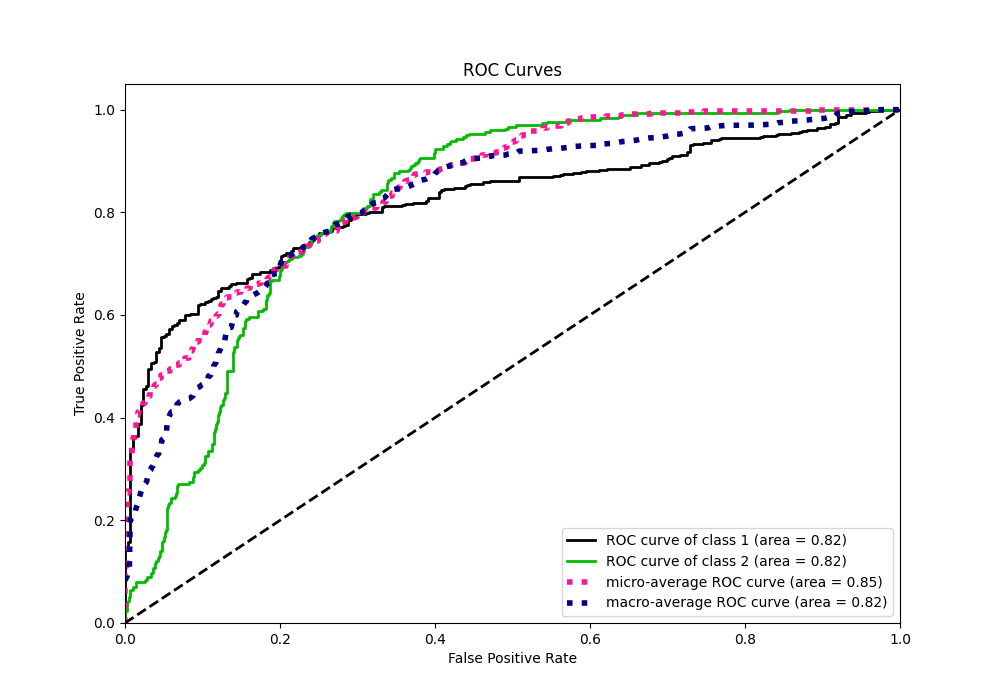 ROC Curves
True Positive Rate
1.0
0.8
0.6
0.4
0.2
0.0
ROC curve of class 1 (area = 0.82)
ROC curve of class 2 (area = 0.82)
micro-average ROC curve (area = 0.85)
macro-average ROC curve (area = 0.82)
0.0 0.2 0.4 0.6 0.8 1.0
False Positive Rate